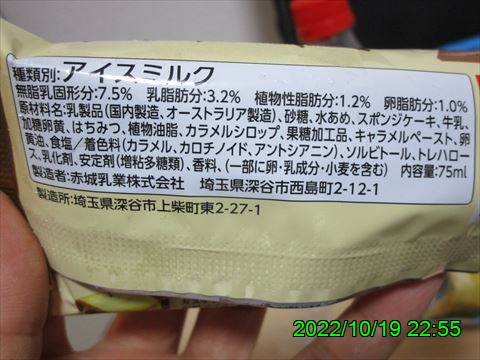 種類別:アイスミルク
無脂乳固形分:7.5% 乳脂肪分:3.2% 植物性脂肪分:1.2% 卵脂肪分:1.0%
原材料名:乳製品(国内製造、オーストラリア製造)、砂糖、水あめ、スポンジケーキ、牛乳、
加糖卵黄、はちみつ、植物油脂、カラメルシロップ、果糖加工品、キャラメルペースト、卵
黄油、食塩/着色料(カラメル、カロチノイド、アントシアニン)、ソルビトール、トレハロー
ス、乳化剤、安定剤(増粘多糖類)、香料、(一部に卵・乳成分・小麦を含む) 内容量:75ml
製造者:赤城乳業株式会社 埼玉県深谷市西島町2-12-1
製造所:埼玉県深谷市上柴町東2-27-1
2022/10/19 22:55